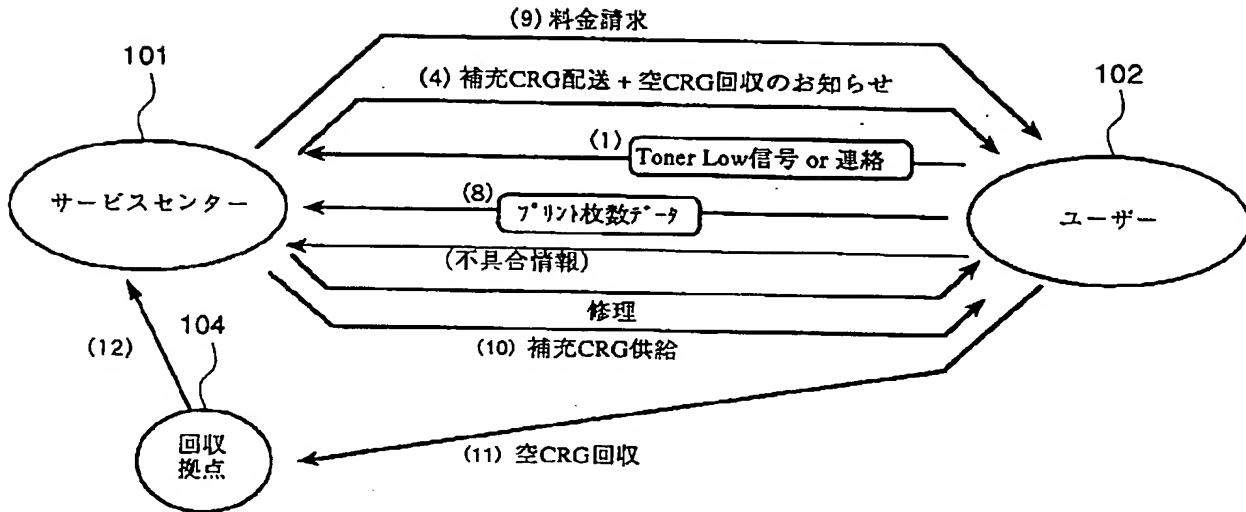 (9) 料金請求
101
(4) 補充CRG配送 + 空CRG回収のお知らせ
102
(1)
Toner Low信号 or 連絡
サービスセンター
(8)
プリント枚数データ
ユーザー
(不具合情報)
修理
104
(10) 補充CRG供給
(12)
回収
拠点
(11) 空CRG回収